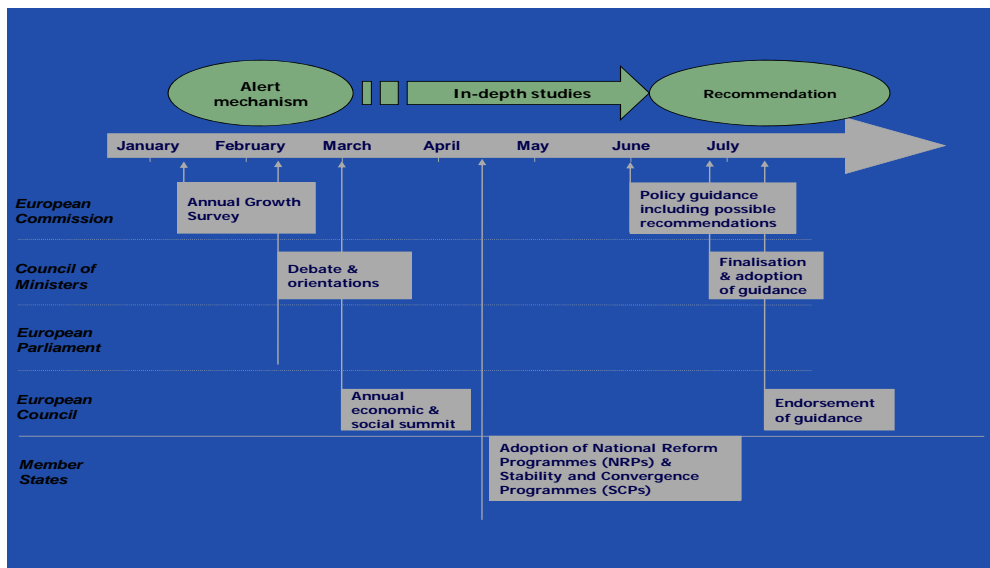 Alert
mechanism
In-depth studies
Recommendation
January February March April May June July
European
Commission
Annual Growth
Survey
Policy guidance
including possible
recommendations
Council of
Ministers
Debate &
orientations
Finalisation
& adoption
of guidance
European
Parliament
European
Council
Annual
economic &
social summit
Endorsement
of guidance
Member
States
Adoption of National Reform
Programmes (NRPs) &
Stability and Convergence
Programmes (SCPs)